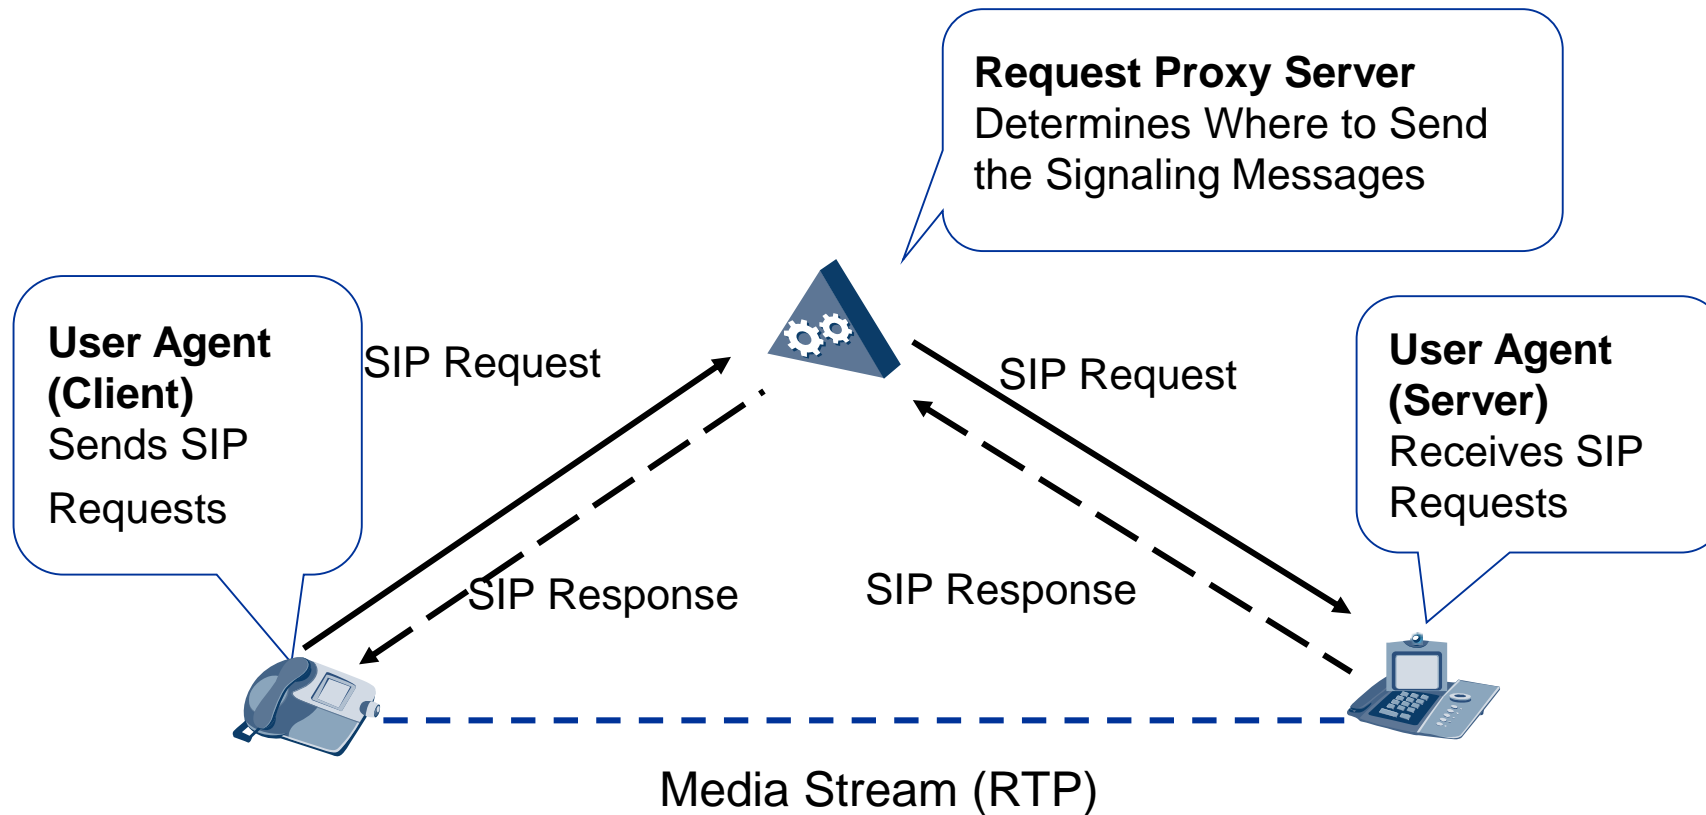 Request Proxy Server
Determines Where to Send
the Signaling Messages
User Agent
(Client)
Sends SIP
Requests
SIP Request
SIP Request
User Agent
(Server)
Receives SIP
Requests
SIP Response
SIP Response
Media Stream (RTP)